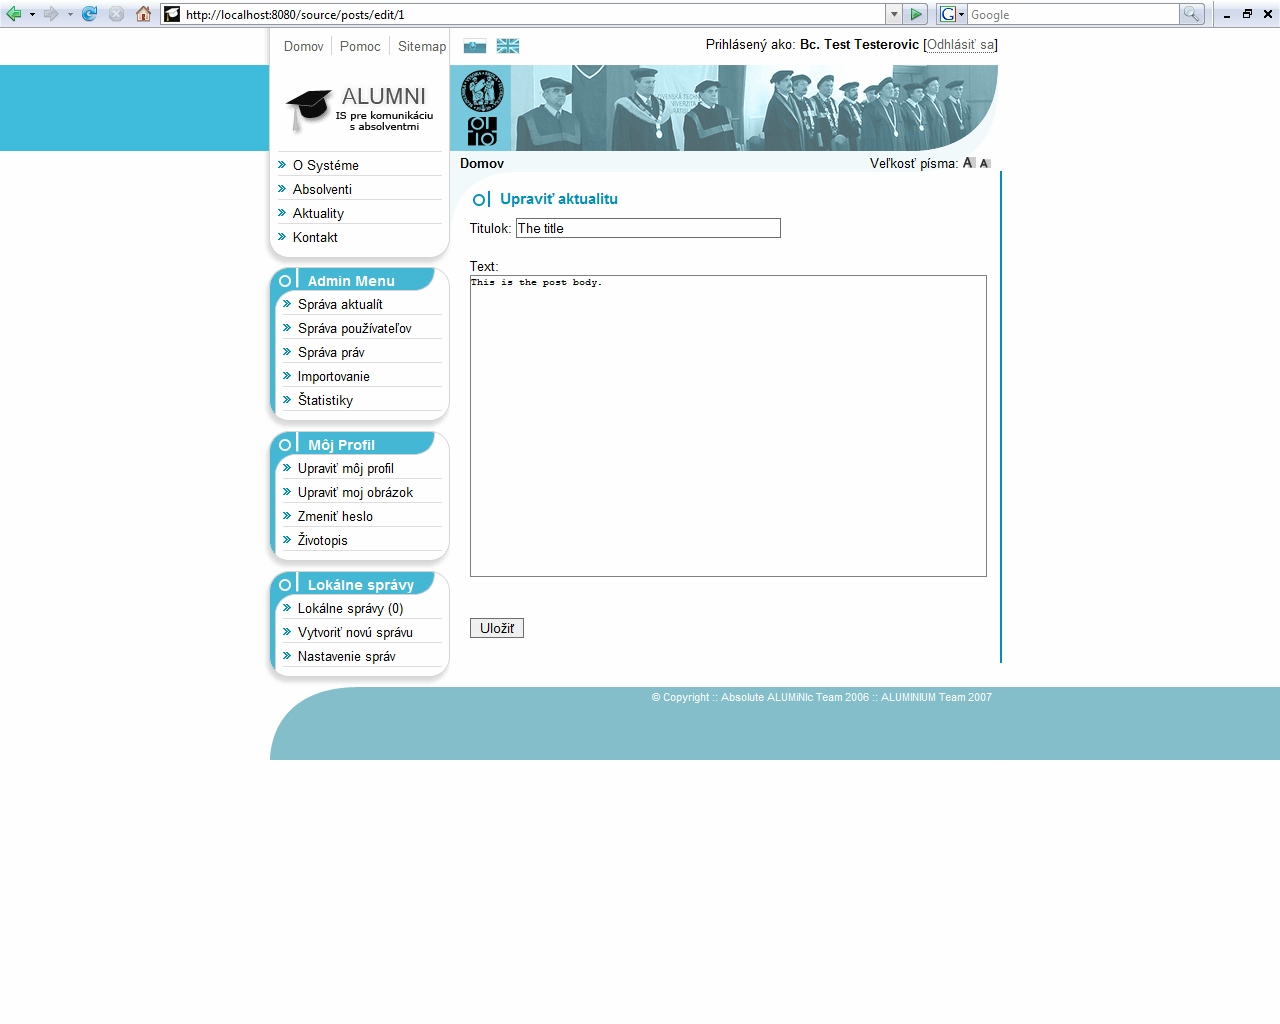 http://localhost:8080/source/posts/edit/1
Google
Domov
Pomoc
Sitemap
Prihlásený ako: Bc. Test Testerovic [Odhlásiť sa]
ALUMNI
IS pre komunikáciu
s absolventmi
Domov
Veľkosť písma: A A
O Systéme
Absolventi
Aktuality
Kontakt
Admin Menu
Správa aktualít
Správa používateľov
Správa práv
Importovanie
Štatistiky
Môj Profil
Upraviť môj profil
Upraviť moj obrázok
Zmeniť heslo
Životopis
Lokálne správy
Lokálne správy (0)
Vytvoriť novú správu
Nastavenie správ
Upraviť aktualitu
Titulok: The title
Text:
This is the post body.
Uložiť
© Copyright :: Absolute ALUMiNIc Team 2006 :: ALUMINIUM Team 2007